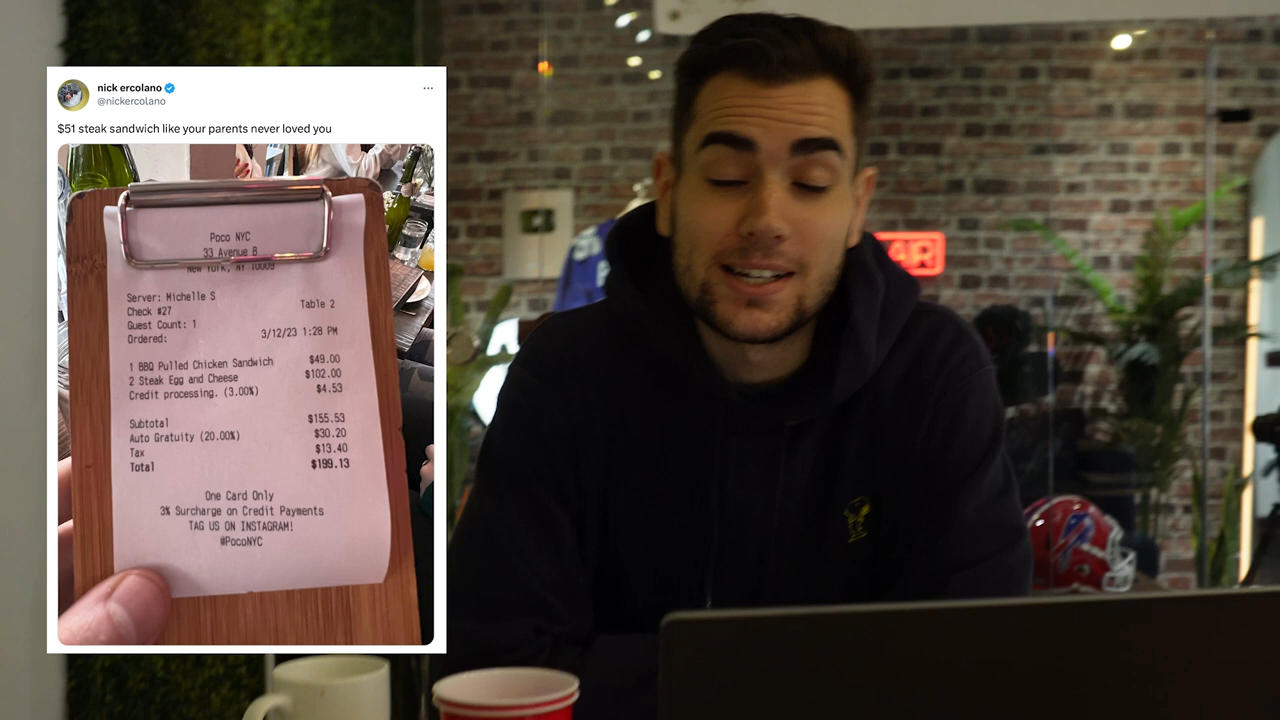 nick ercolano
@nickercolano
$51 steak sandwich like your parents never loved you
Poco NYC
33 Avenue B
New York, NY 10009
Server: Michelle S
Table 2
Check #27
Guest Count: 1
Ordered: 3/12/23 1:28 PM
1 BBQ Pulled Chicken Sandwich $49.00
2 Steak Egg and Cheese $102.00
Credit processing. (3.00%) $4.53
Subtotal $155.53
Auto Gratuity (20.00%) $30.20
Tax $13.40
Total $199.13
One Card Only
3% Surcharge on Credit Payments
TAG US ON INSTAGRAM!
@PocoNYC
AIR